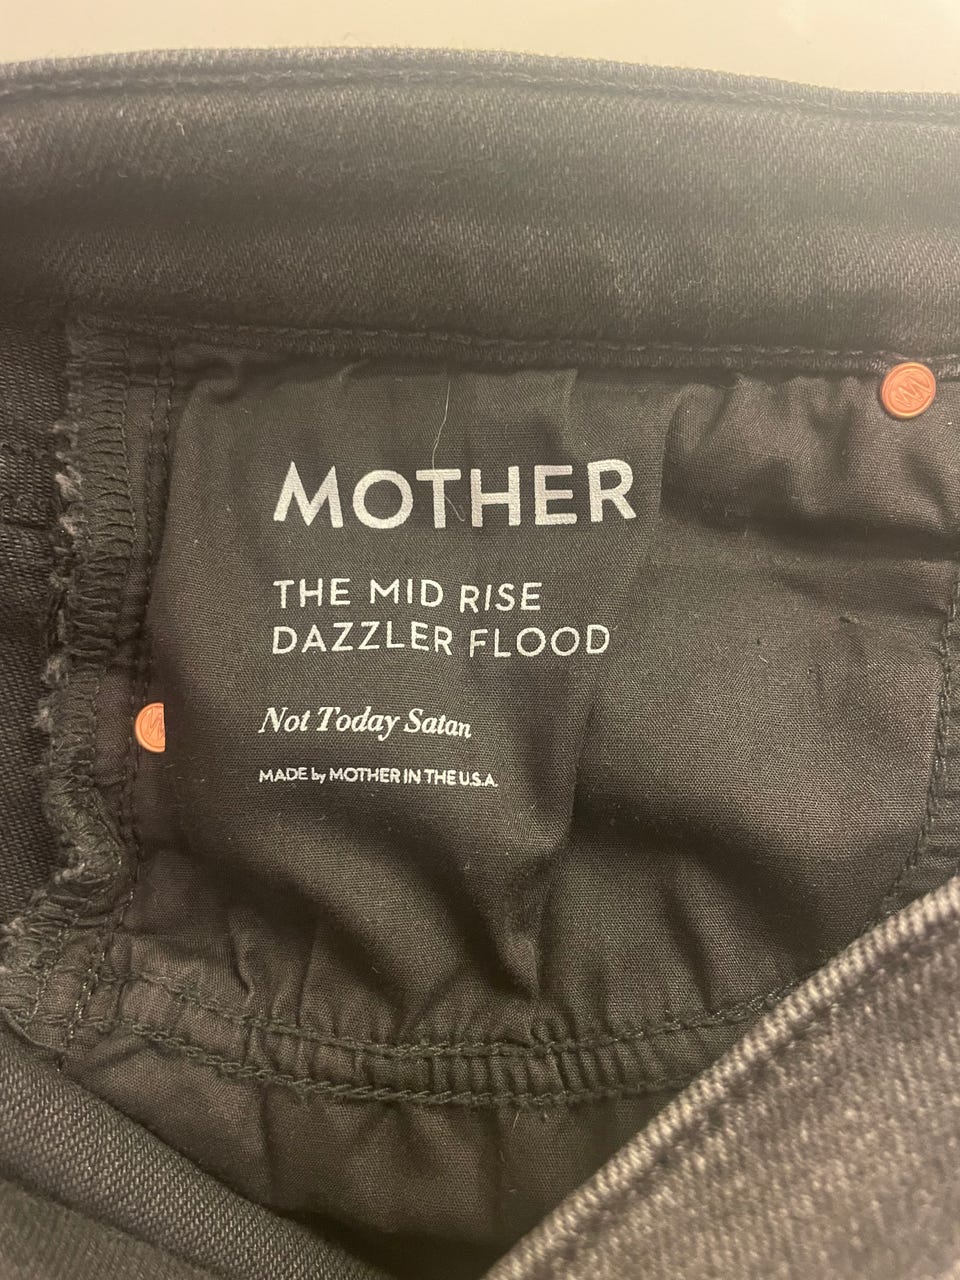 MOTHER
THE MID RISE
DAZZLER FLOOD
Not Today Satan
MADE by MOTHER IN THE U.S.A.